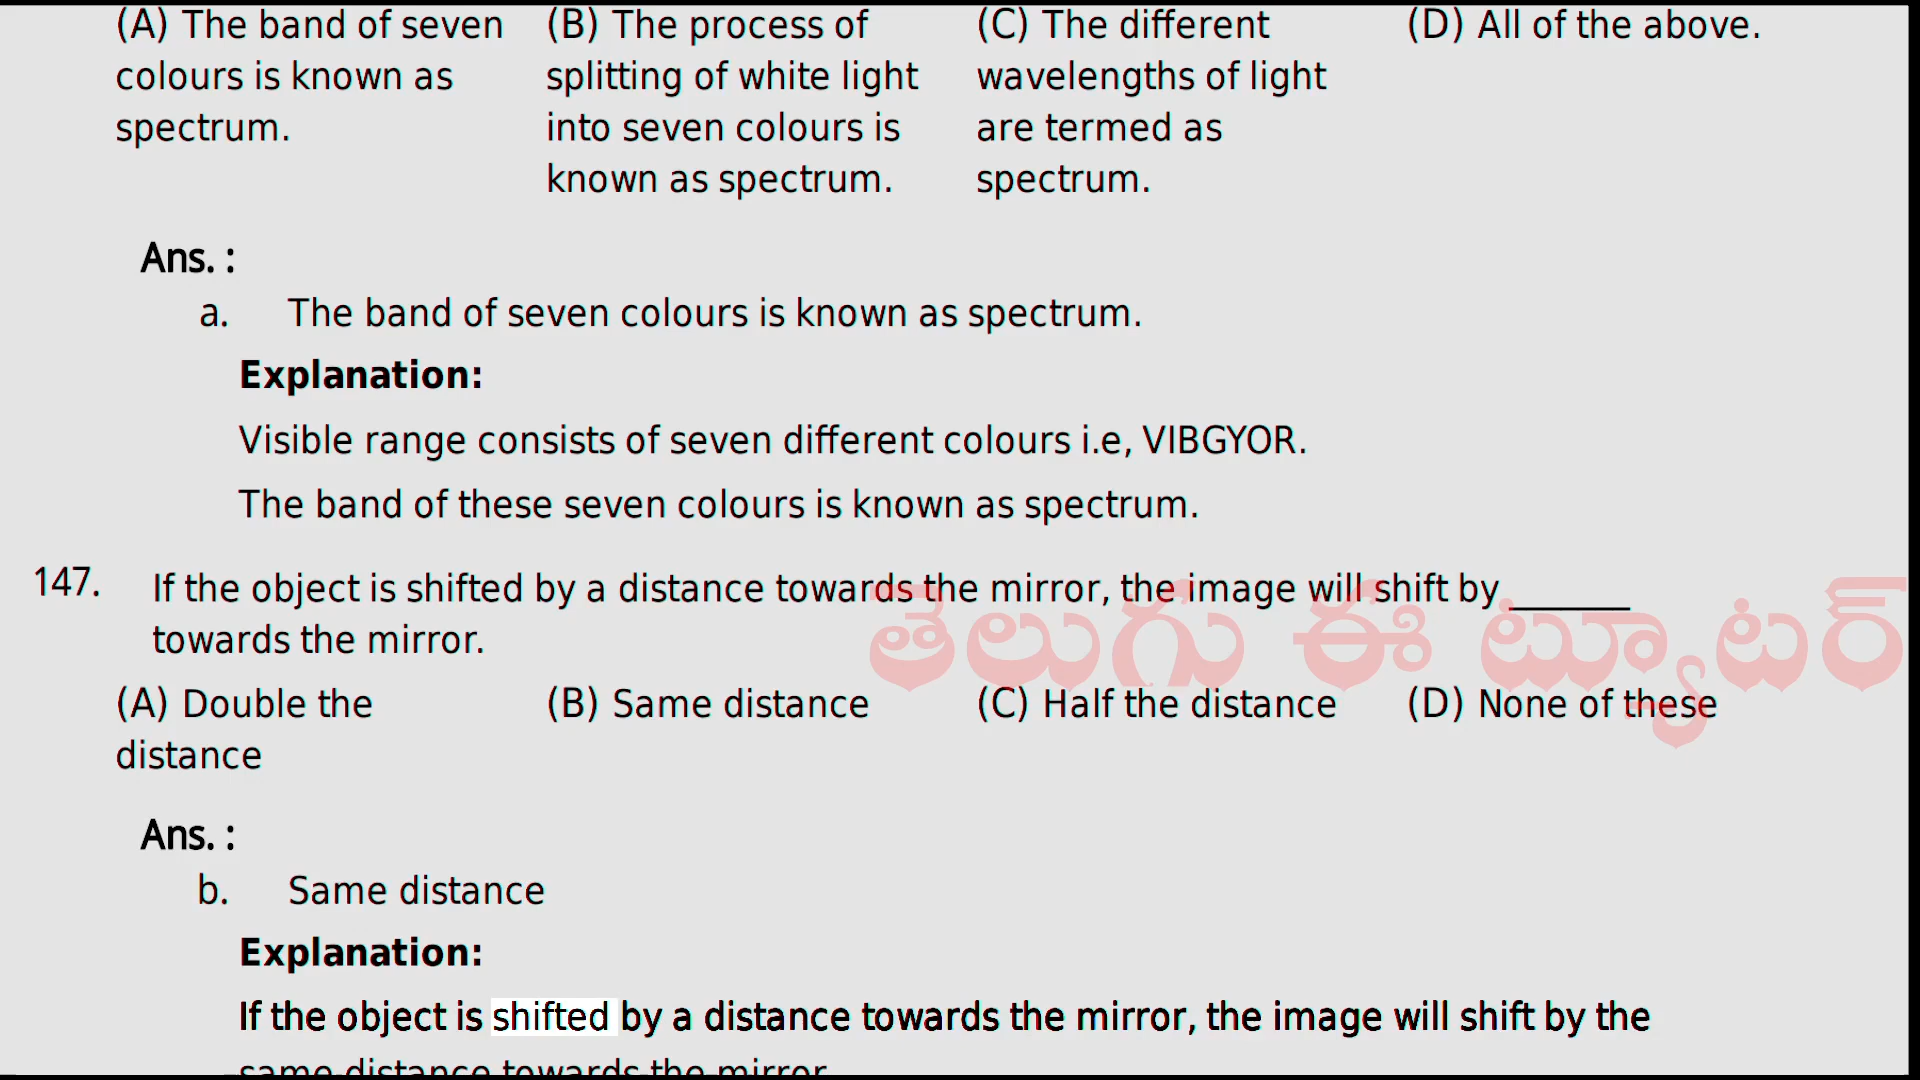 (A) The band of seven colours is known as spectrum.
(B) The process of splitting of white light into seven colours is known as spectrum.
(C) The different wavelengths of light are termed as spectrum.
(D) All of the above.
Ans. :
a. The band of seven colours is known as spectrum.
Explanation:
Visible range consists of seven different colours i.e, VIBGYOR.
The band of these seven colours is known as spectrum.
147. If the object is shifted by a distance towards the mirror, the image will shift by ______
towards the mirror.
తెలుగు ఈ ట్యూటర్
(A) Double the distance
(B) Same distance
(C) Half the distance
(D) None of these
Ans. :
b. Same distance
Explanation:
If the object is shifted by a distance towards the mirror, the image will shift by the
same distance towards the mirror